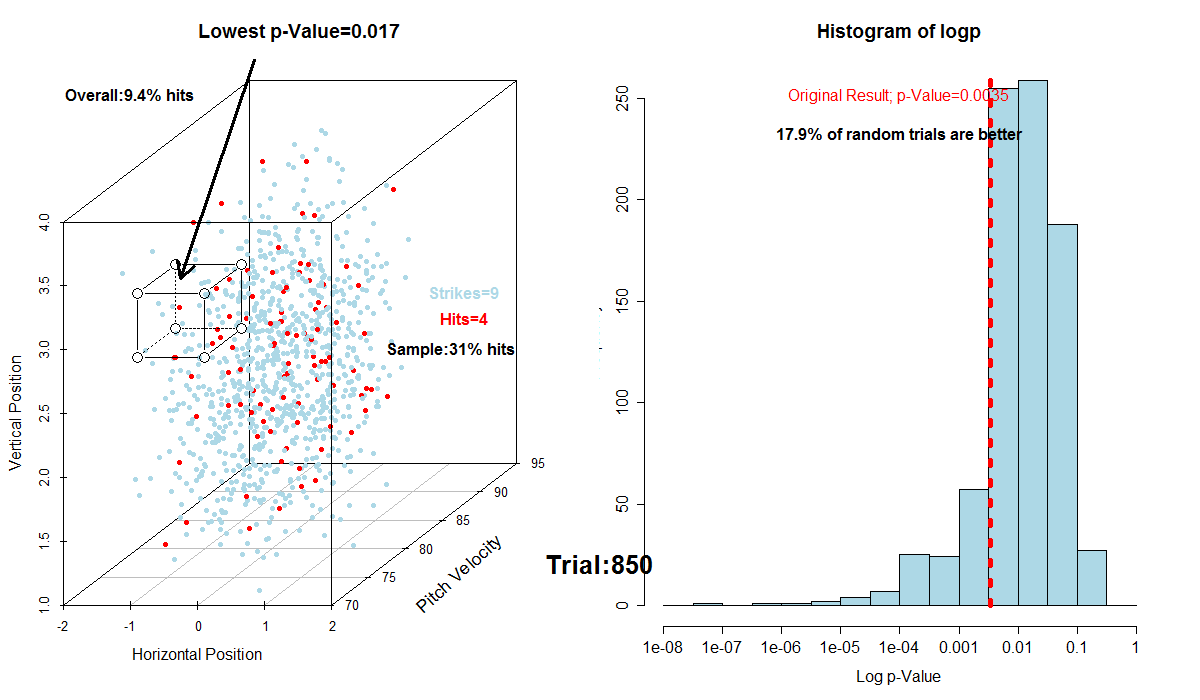 Lowest p-Value=0.017
Overall:9.4% hits
Strikes=9
Hits=4
Sample:31% hits
Vertical Position
4.0
3.5
3.0
2.5
2.0
1.5
1.0
-2 -1 0 1 2
Horizontal Position
70
75
80
85
90
95
Pitch Velocity
Trial:850
Histogram of logp
Original Result; p-Value=0.0035
17.9% of random trials are better
250
200
150
100
50
0
1e-08 1e-07 1e-06 1e-05 1e-04 0.001 0.01 0.1 1
Log p-Value